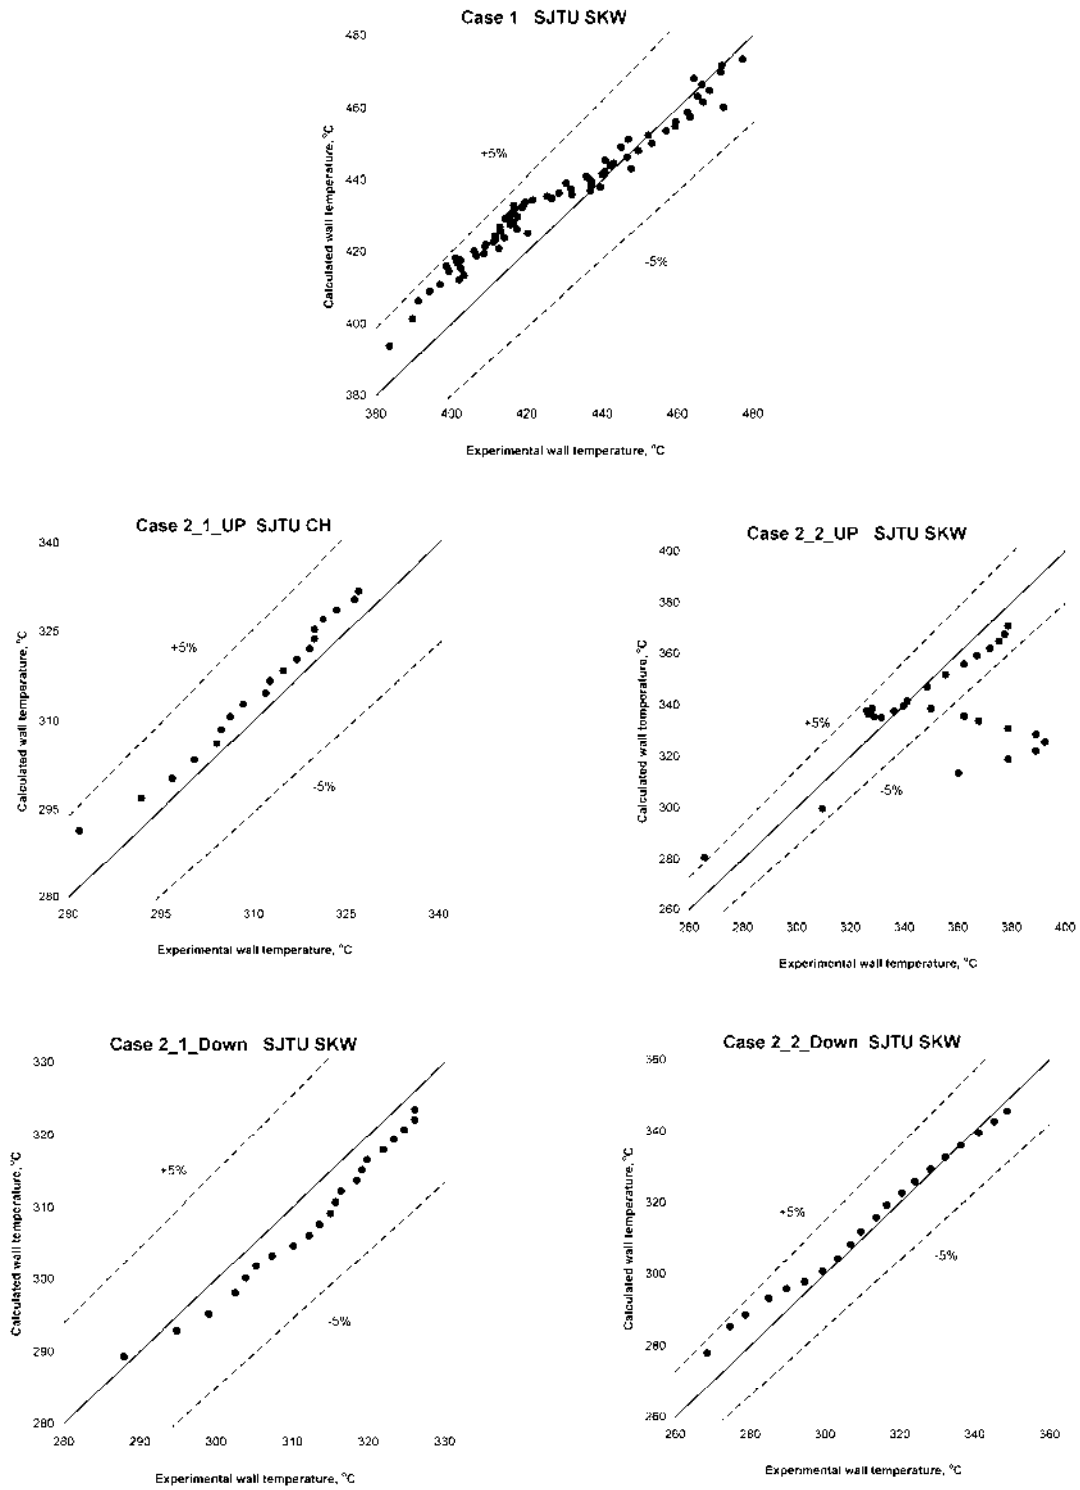 Case 1 SJTU SKW
480
460
440
420
400
380
Calculated wall temperature, °C
+5%
-5%
380 400 420 440 460 480
Experimental wall temperature, °C
Case 2_1_UP SJTU CH
340
325
310
295
280
Calculated wall temperature, °C
+5%
-5%
280 295 310 325 340
Experimental wall temperature, °C
Case 2_2_UP SJTU SKW
400
380
360
340
320
300
280
260
Calculated wall temperature, °C
+5%
-5%
260 280 300 320 340 360 380 400
Experimental wall temperature, °C
Case 2_1_Down SJTU SKW
330
320
310
300
290
280
Calculated wall temperature, °C
+5%
-5%
280 290 300 310 320 330
Experimental wall temperature, °C
Case 2_2_Down SJTU SKW
360
340
320
300
280
260
Calculated wall temperature, °C
+5%
-5%
260 280 300 320 340 360
Experimental wall temperature, °C